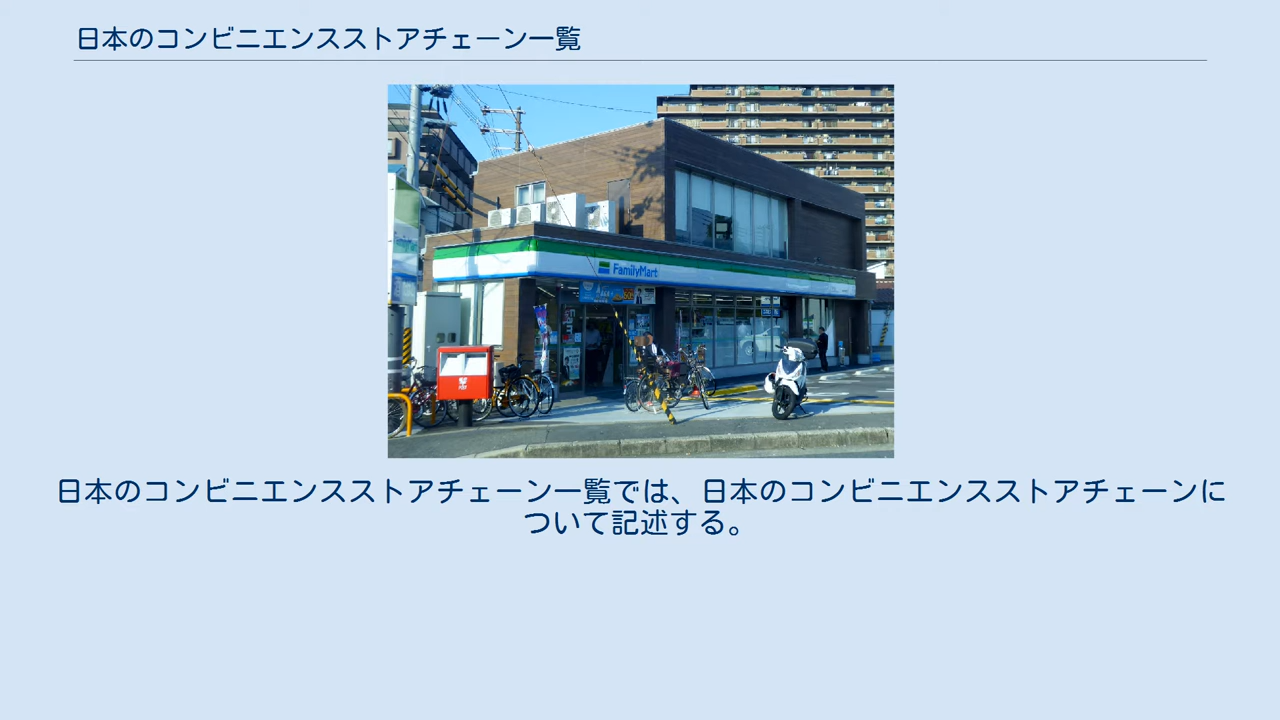 日本のコンビニエンスストアチェーン一覧
FamilyMart
日本のコンビニエンスストアチェーン一覧では、日本のコンビニエンスストアチェーンに
ついて記述する。